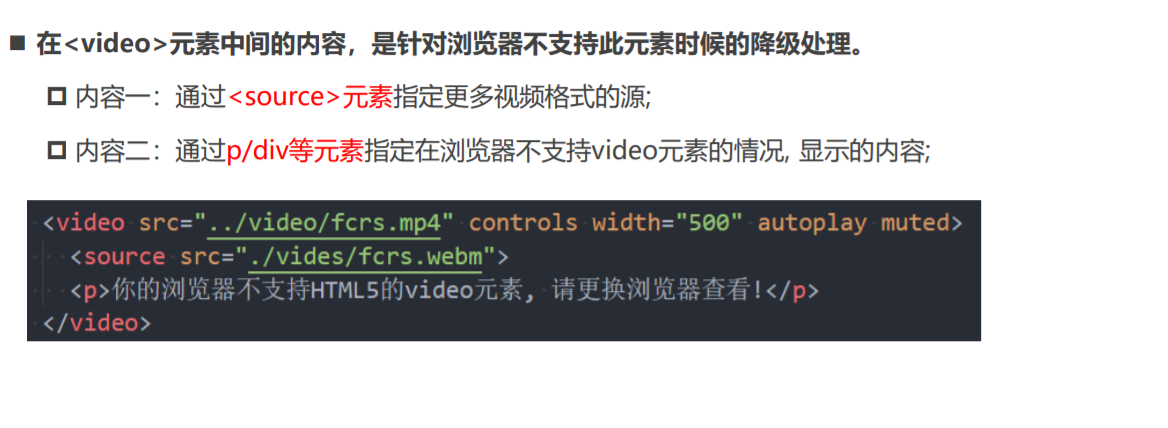 在<video>元素中间的内容，是针对浏览器不支持此元素时候的降级处理。
内容一：通过<source>元素指定更多视频格式的源;
内容二：通过p/div等元素指定在浏览器不支持video元素的情况, 显示的内容;
<video src="../video/fcrs.mp4" controls width="500" autoplay muted>
<source src="./vides/fcrs.webm">
<p>你的浏览器不支持HTML5的video元素, 请更换浏览器查看!</p>
</video>